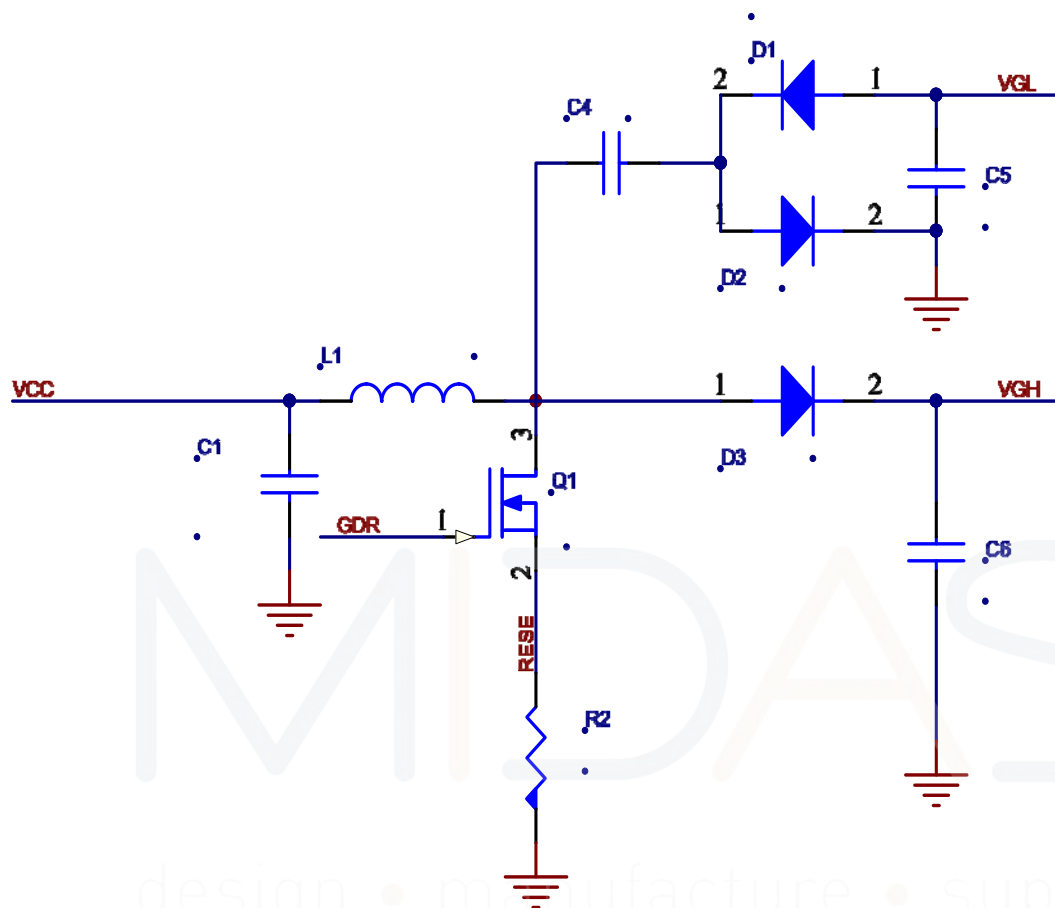 D1
2
1
VGL
C4
C5
1
2
D2
L1
VCC
1
2
VGH
3
C1
D3
Q1
GDR
1
2
C6
RESE
R2
MIDAS
design • manufacture • sup